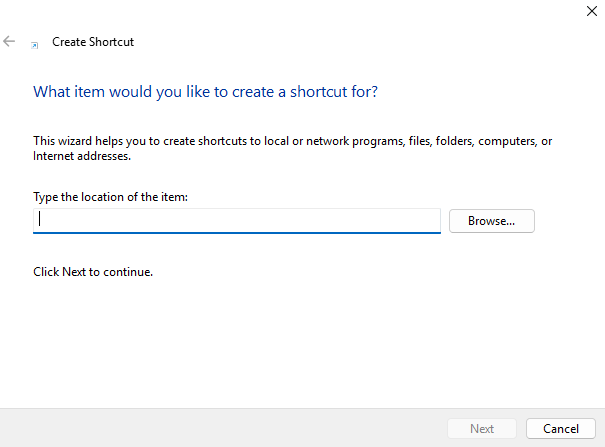 Create Shortcut
What item would you like to create a shortcut for?
This wizard helps you to create shortcuts to local or network programs, files, folders, computers, or
Internet addresses.
Type the location of the item:
Browse...
Click Next to continue.
Next
Cancel